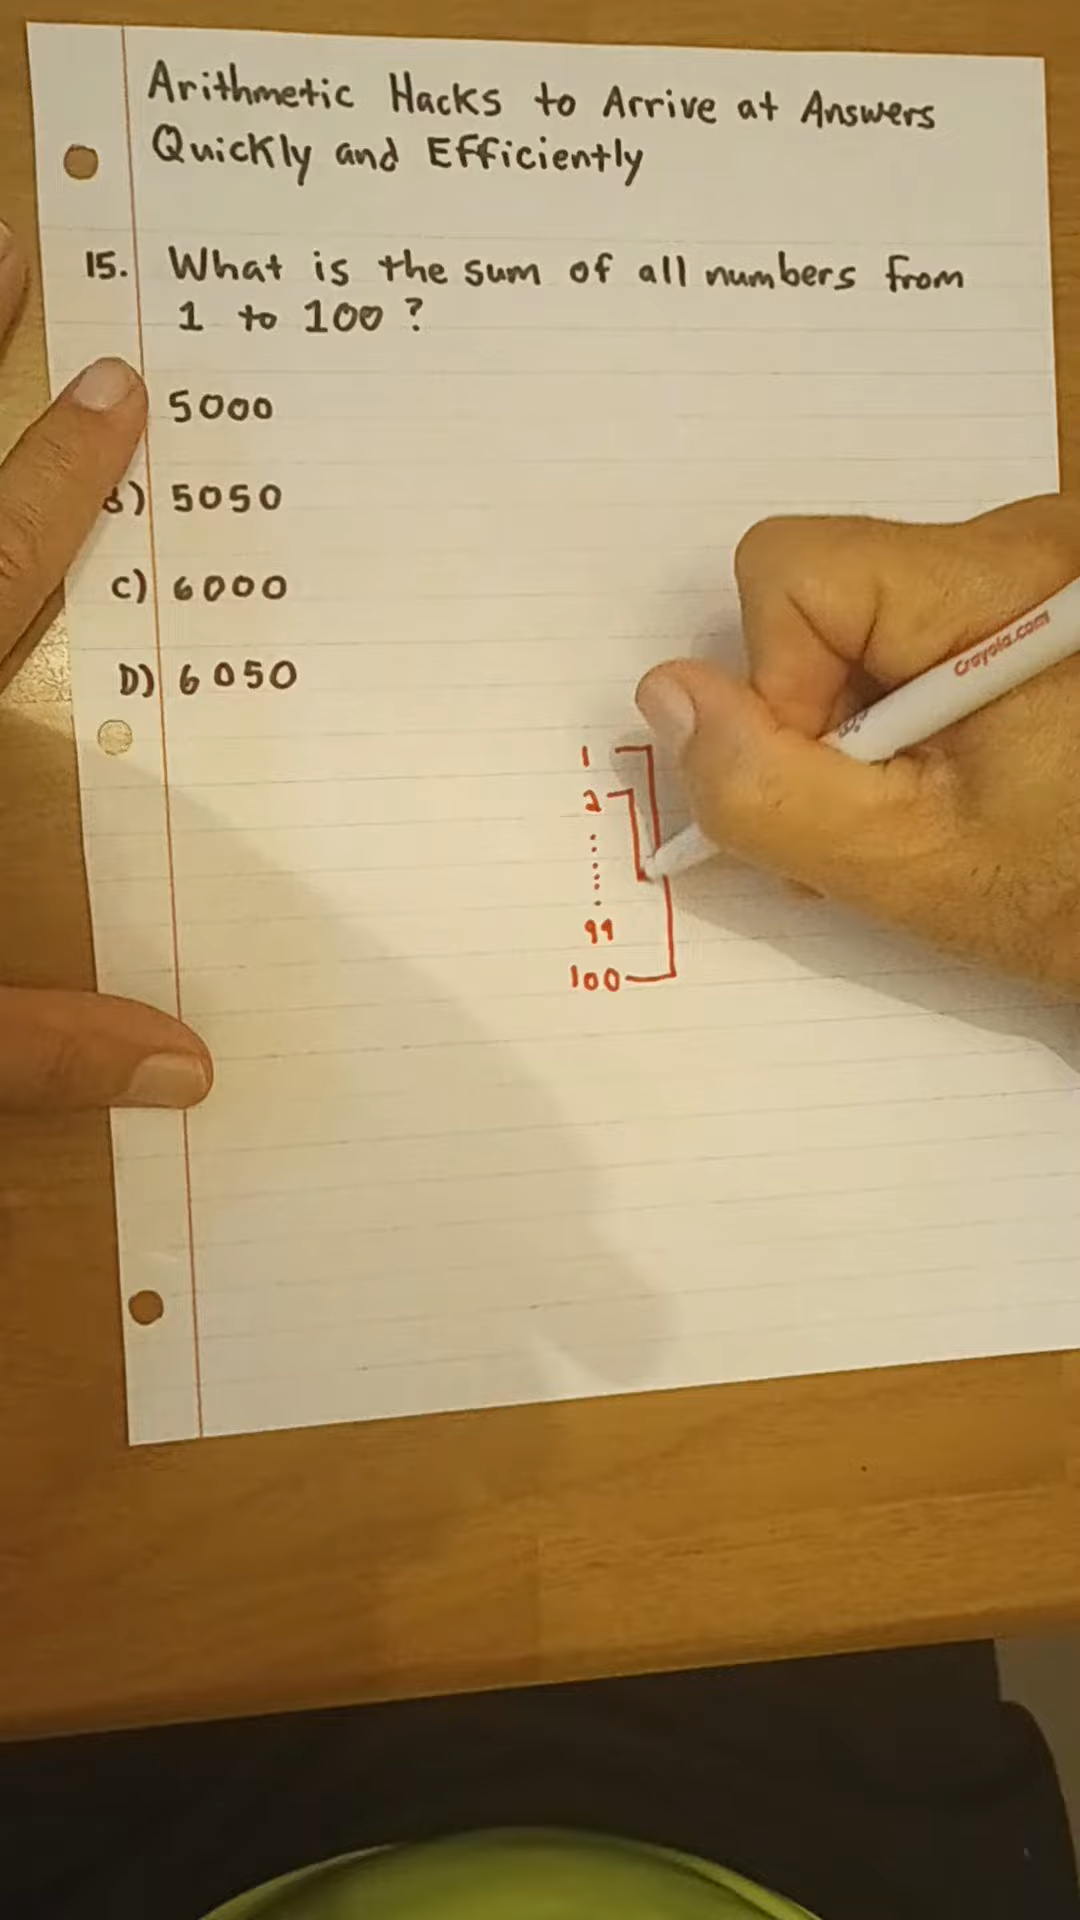 Arithmetic Hacks to Arrive at Answers
Quickly and Efficiently
15. What is the sum of all numbers from
1 to 100 ?
5000
B) 5050
C) 6000
D) 6050
1
2
99
100
Crayola.com